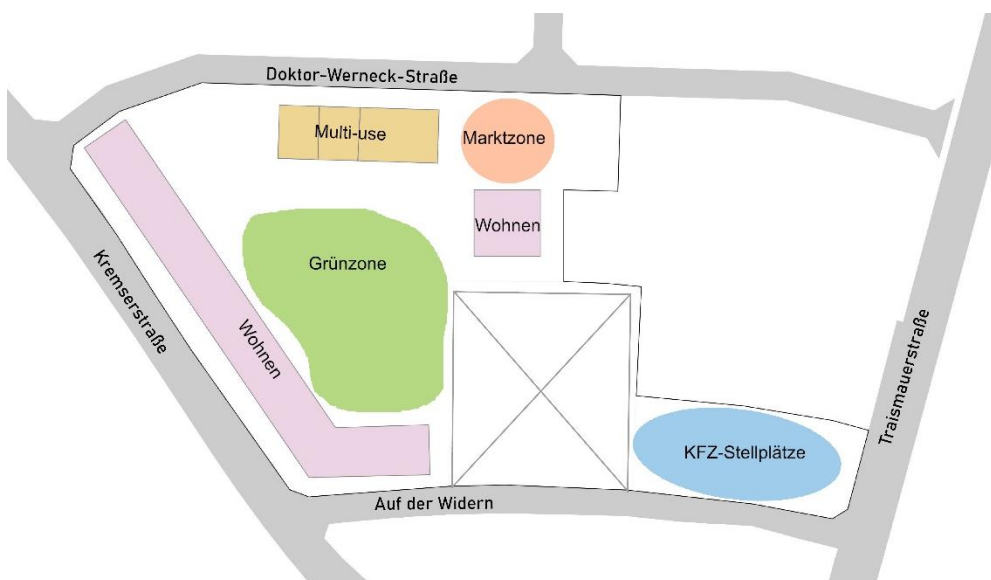 Doktor-Werneck-Straße
Multi-use
Marktzone
Wohnen
Grünzone
Kremserstraße
Wohnen
Traismauerstraße
KFZ-Stellplätze
Auf der Widern